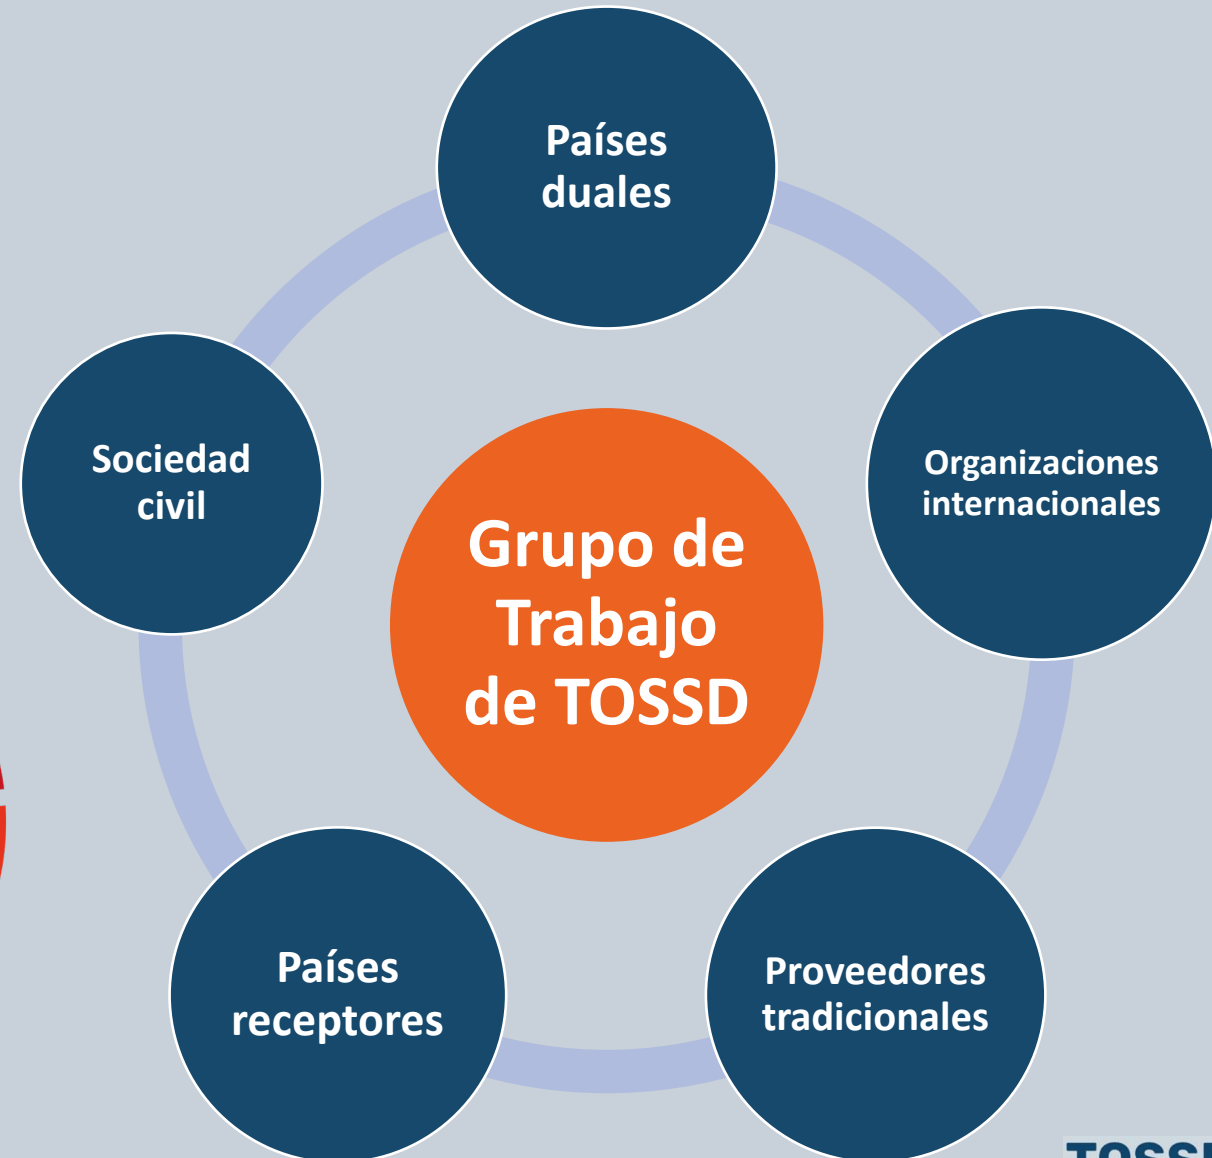 Países
duales
Sociedad
civil
Organizaciones
internacionales
Grupo de
Trabajo
de TOSSD
Países
receptores
Proveedores
tradicionales